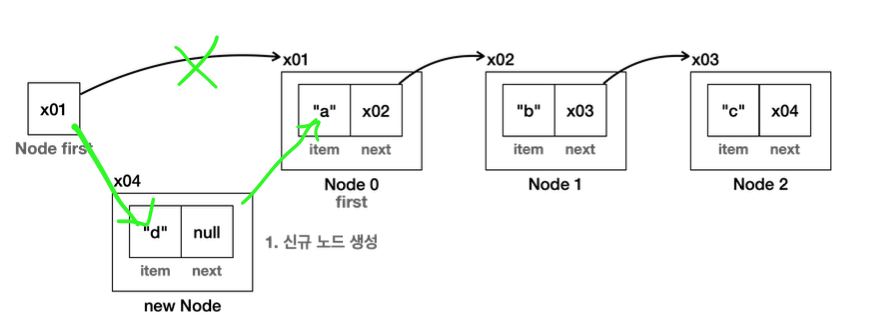 x01
Node first
x01
"a"
x02
item
next
Node 0
first
x02
"b"
x03
item
next
Node 1
x03
"c"
x04
item
next
Node 2
x04
"d"
null
item
next
new Node
1. 신규 노드 생성